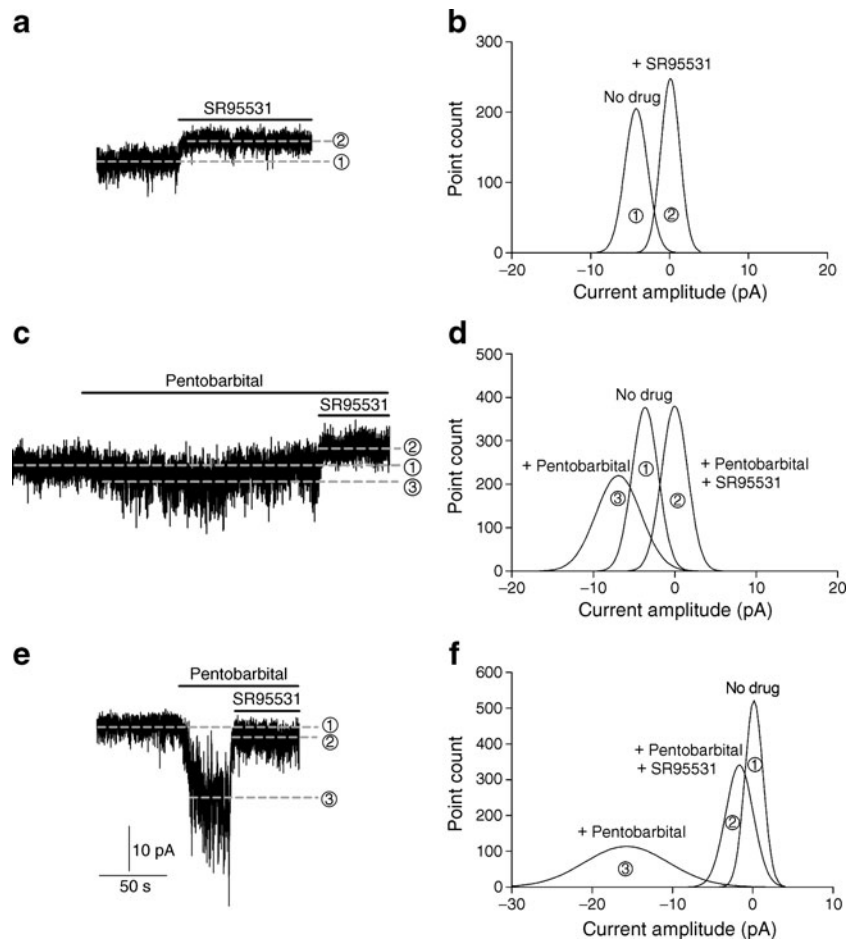 a
SR95531
②
①
b
300
200
100
0
Point count
+ SR95531
No drug
①
②
−20
−10
0
10
20
Current amplitude (pA)
c
Pentobarbital
SR95531
②
①
③
d
500
400
300
200
100
0
Point count
No drug
+ Pentobarbital
+ Pentobarbital
+ SR95531
①
③
②
−20
−10
0
10
20
Current amplitude (pA)
e
Pentobarbital
SR95531
①
②
③
10 pA
50 s
f
600
500
400
300
200
100
0
Point count
No drug
+ Pentobarbital
+ SR95531
+ Pentobarbital
①
②
③
−30
−20
−10
0
10
Current amplitude (pA)